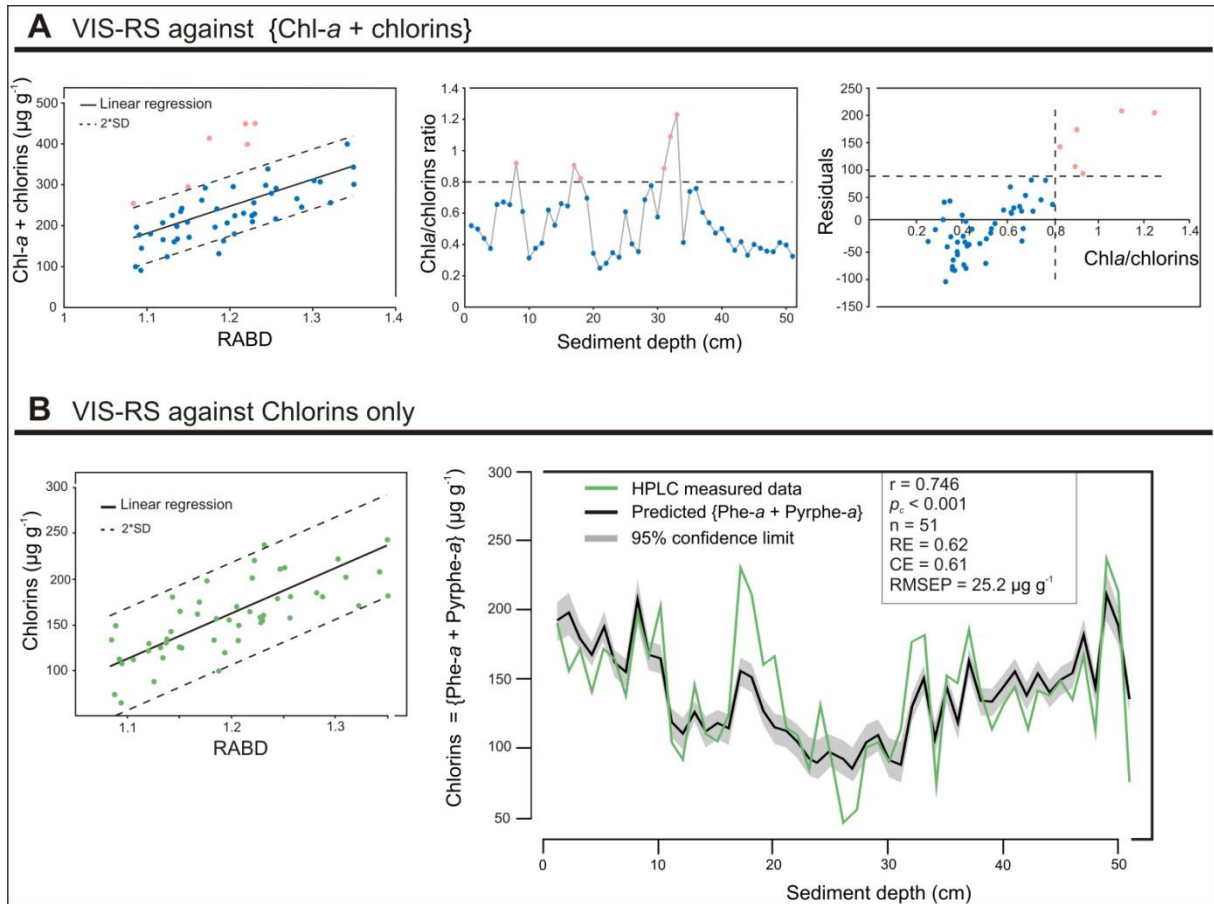 A VIS-RS against {Chl-a + chlorins}
500
400
300
200
100
0
1
1.1
1.2
1.3
1.4
Chl-a + chlorins (µg g⁻¹)
RABD
Linear regression
2*SD
1.4
1.2
1
0.8
0.6
0.4
0.2
0
0
10
20
30
40
50
Chla/chlorins ratio
Sediment depth (cm)
250
200
150
100
50
0
-50
-100
-150
0.2
0.4
0.6
0.8
1.0
1.2
1.4
Residuals
Chla/chlorins
B VIS-RS against Chlorins only
300
250
200
150
100
1.1
1.2
1.3
Chlorins (µg g⁻¹)
RABD
Linear regression
2*SD
300
250
200
150
100
50
0
10
20
30
40
50
Chlorins = {Phe-a + Pyrphe-a} (µg g⁻¹)
Sediment depth (cm)
HPLC measured data
Predicted {Phe-a + Pyrphe-a}
95% confidence limit
r = 0.746
pc < 0.001
n = 51
RE = 0.62
CE = 0.61
RMSEP = 25.2 µg g⁻¹